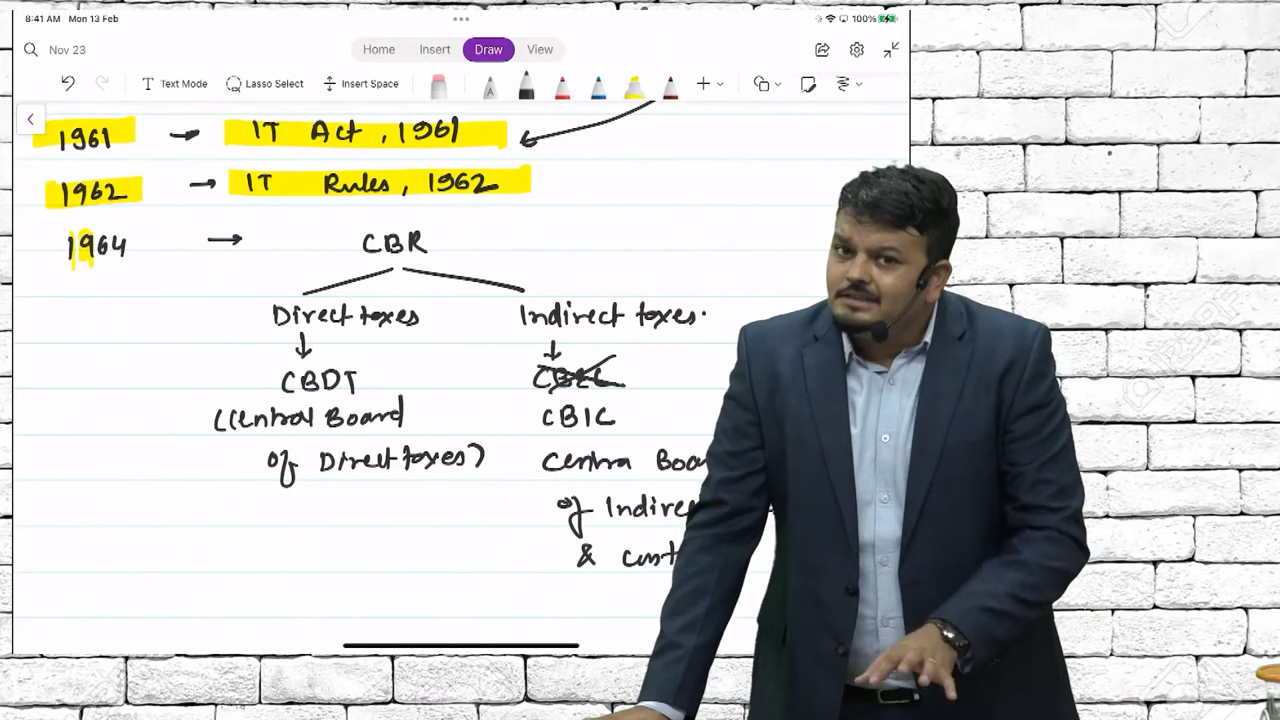 8:41 AM Mon 13 Feb
100%
Nov 23
Home Insert Draw View
Text Mode Lasso Select Insert Space
1961 → IT Act, 1961
1962 → IT Rules, 1962
1964 → CBR
Direct taxes Indirect taxes.
CBDT CBEC
(Central Board CBIC
of Direct taxes) Centra Boa
of Indire
& Cust